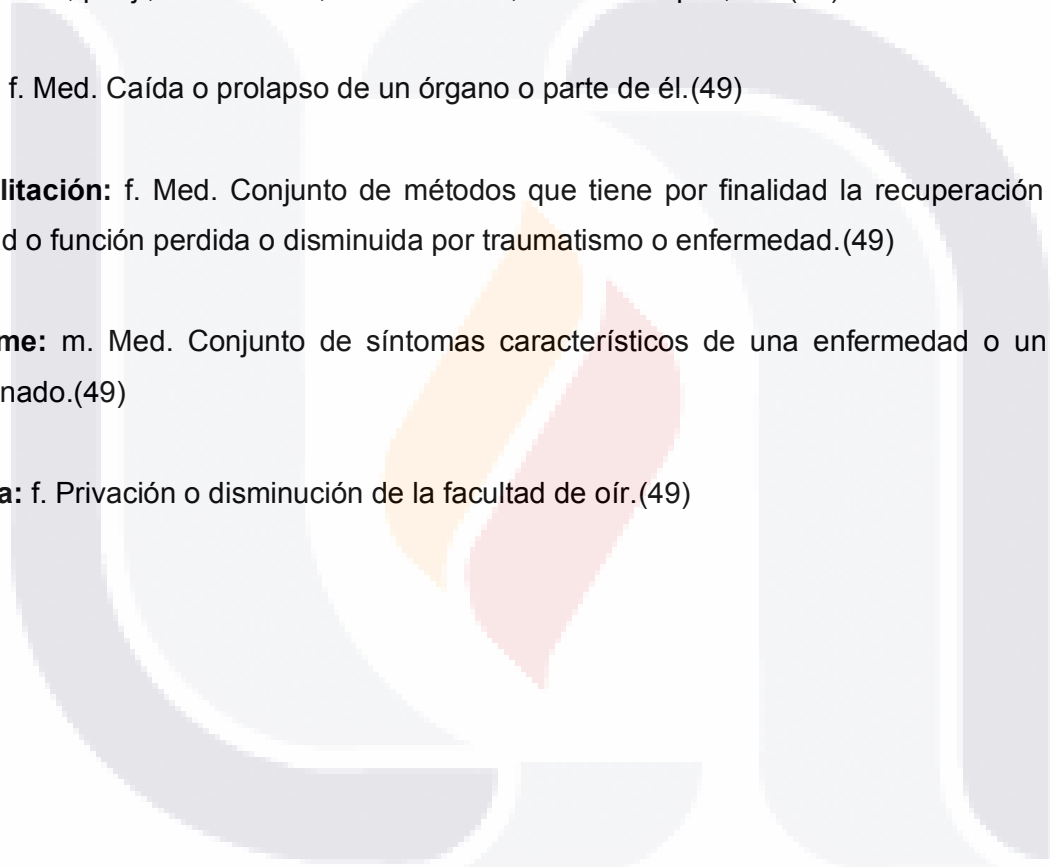 f. Med. Caída o prolapso de un órgano o parte de él.(49)
litación: f. Med. Conjunto de métodos que tiene por finalidad la recuperación
d o función perdida o disminuida por traumatismo o enfermedad.(49)
me: m. Med. Conjunto de síntomas característicos de una enfermedad o un
nado.(49)
a: f. Privación o disminución de la facultad de oír.(49)